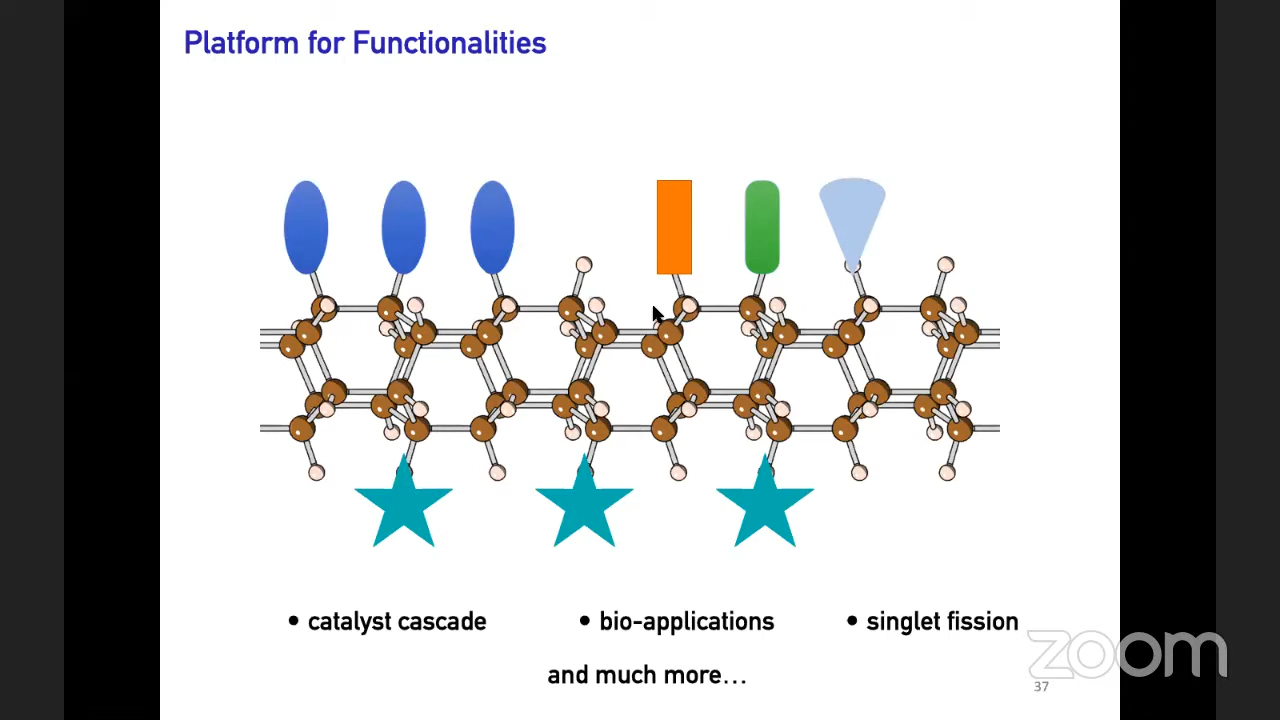 Platform for Functionalities
• catalyst cascade • bio-applications • singlet fission
and much more...
zoom
37